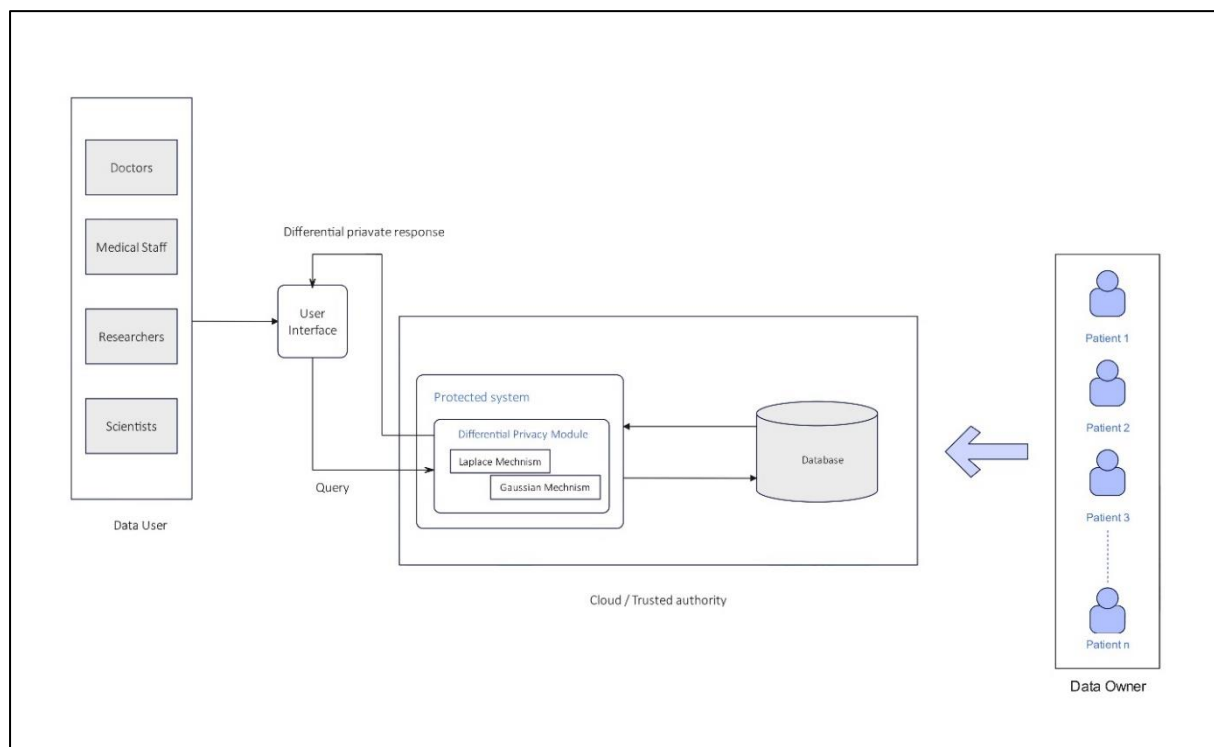 Doctors
Medical Staff
Researchers
Scientists
Data User
Differential priavate response
User
Interface
Query
Protected system
Differential Privacy Module
Laplace Mechnism
Gaussian Mechnism
Database
Cloud / Trusted authority
Patient 1
Patient 2
Patient 3
Patient n
Data Owner